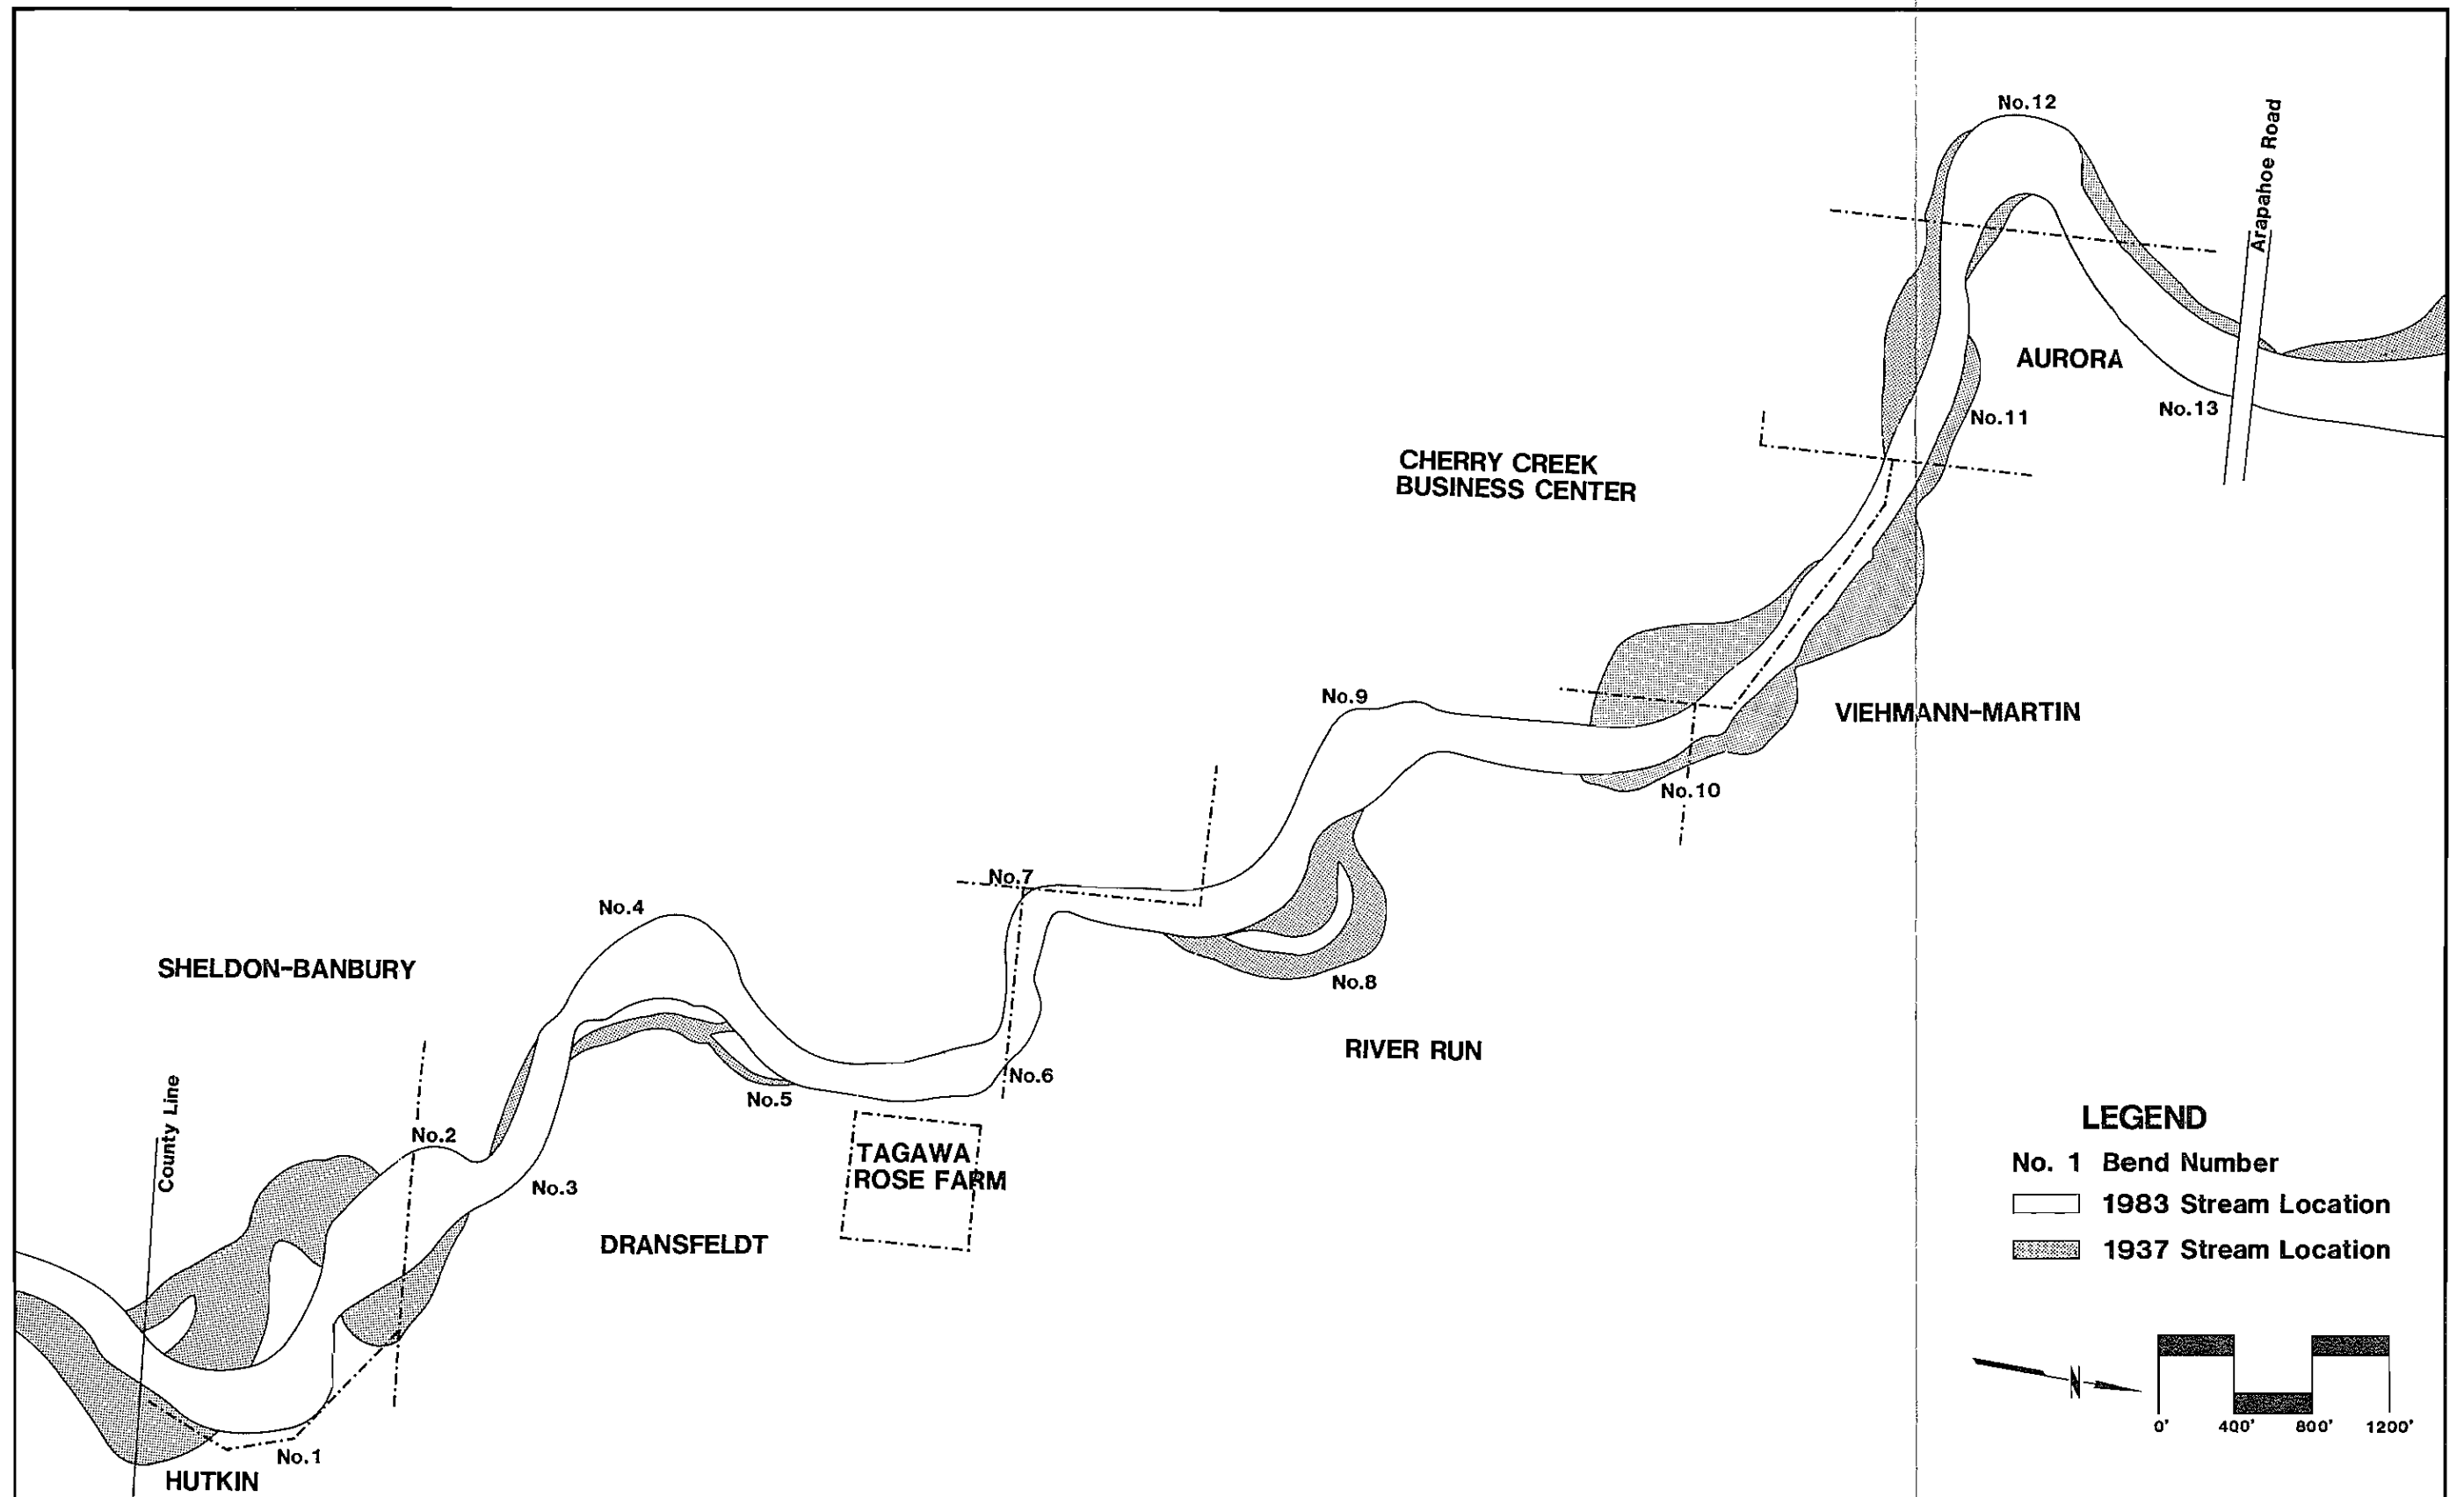 No.12
Arapahoe Road
AURORA
No.13
No.11
CHERRY CREEK
BUSINESS CENTER
No.9
VIEHMANN-MARTIN
No.10
No.7
No.4
SHELDON-BANBURY
No.8
RIVER RUN
No.6
No.5
County Line
No.2
TAGAWA
ROSE FARM
No.3
DRANSFELDT
No.1
HUTKIN
LEGEND
No. 1 Bend Number
1983 Stream Location
1937 Stream Location
N
0' 400' 800' 1200'